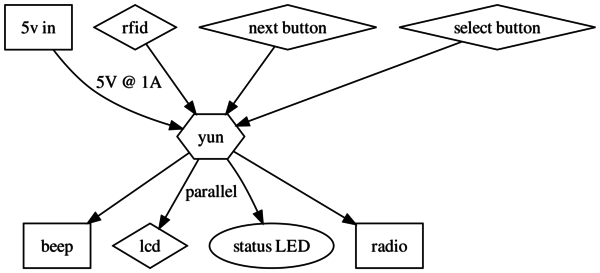 5v in
rfid
next button
select button
5V @ 1A
yun
parallel
beep
lcd
status LED
radio